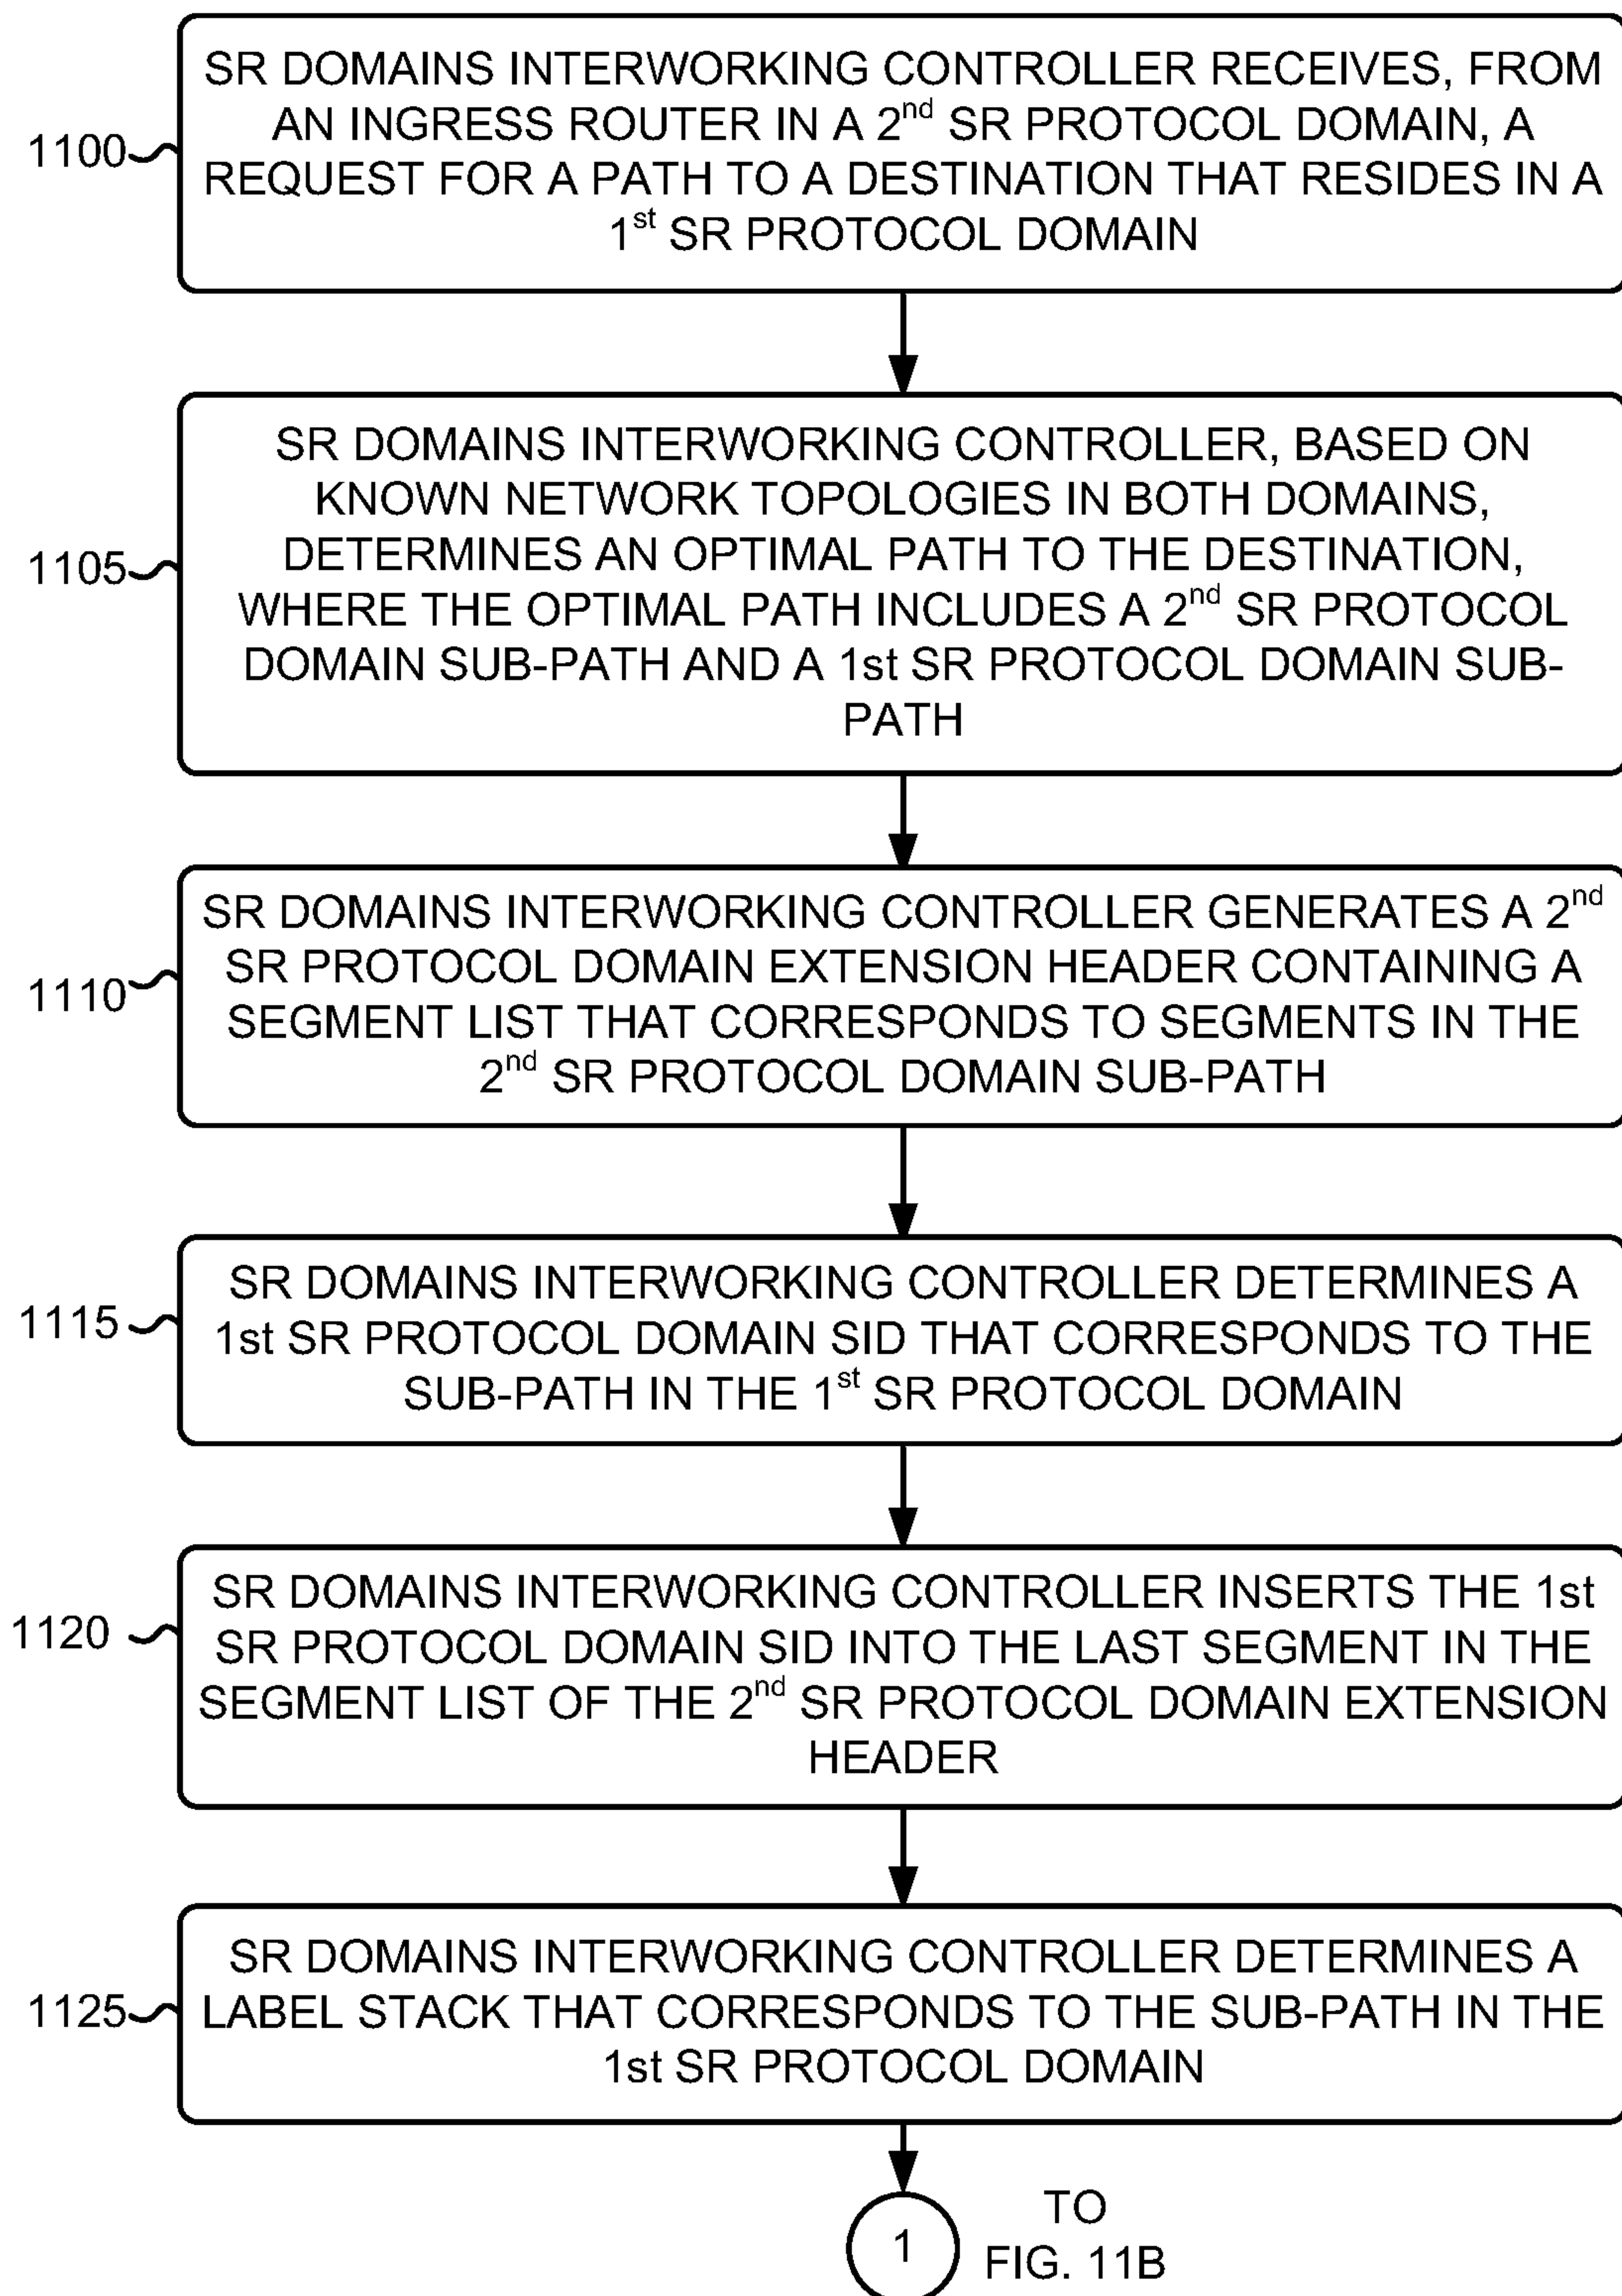 SR DOMAINS INTERWORKING CONTROLLER RECEIVES, FROM
AN INGRESS ROUTER IN A 2nd SR PROTOCOL DOMAIN, A
REQUEST FOR A PATH TO A DESTINATION THAT RESIDES IN A
1st SR PROTOCOL DOMAIN
1100
SR DOMAINS INTERWORKING CONTROLLER, BASED ON
KNOWN NETWORK TOPOLOGIES IN BOTH DOMAINS,
DETERMINES AN OPTIMAL PATH TO THE DESTINATION,
WHERE THE OPTIMAL PATH INCLUDES A 2nd SR PROTOCOL
DOMAIN SUB-PATH AND A 1st SR PROTOCOL DOMAIN SUB-
PATH
1105
SR DOMAINS INTERWORKING CONTROLLER GENERATES A 2nd
SR PROTOCOL DOMAIN EXTENSION HEADER CONTAINING A
SEGMENT LIST THAT CORRESPONDS TO SEGMENTS IN THE
2nd SR PROTOCOL DOMAIN SUB-PATH
1110
SR DOMAINS INTERWORKING CONTROLLER DETERMINES A
1st SR PROTOCOL DOMAIN SID THAT CORRESPONDS TO THE
SUB-PATH IN THE 1st SR PROTOCOL DOMAIN
1115
SR DOMAINS INTERWORKING CONTROLLER INSERTS THE 1st
SR PROTOCOL DOMAIN SID INTO THE LAST SEGMENT IN THE
SEGMENT LIST OF THE 2nd SR PROTOCOL DOMAIN EXTENSION
HEADER
1120
SR DOMAINS INTERWORKING CONTROLLER DETERMINES A
LABEL STACK THAT CORRESPONDS TO THE SUB-PATH IN THE
1st SR PROTOCOL DOMAIN
1125
1
TO
FIG. 11B